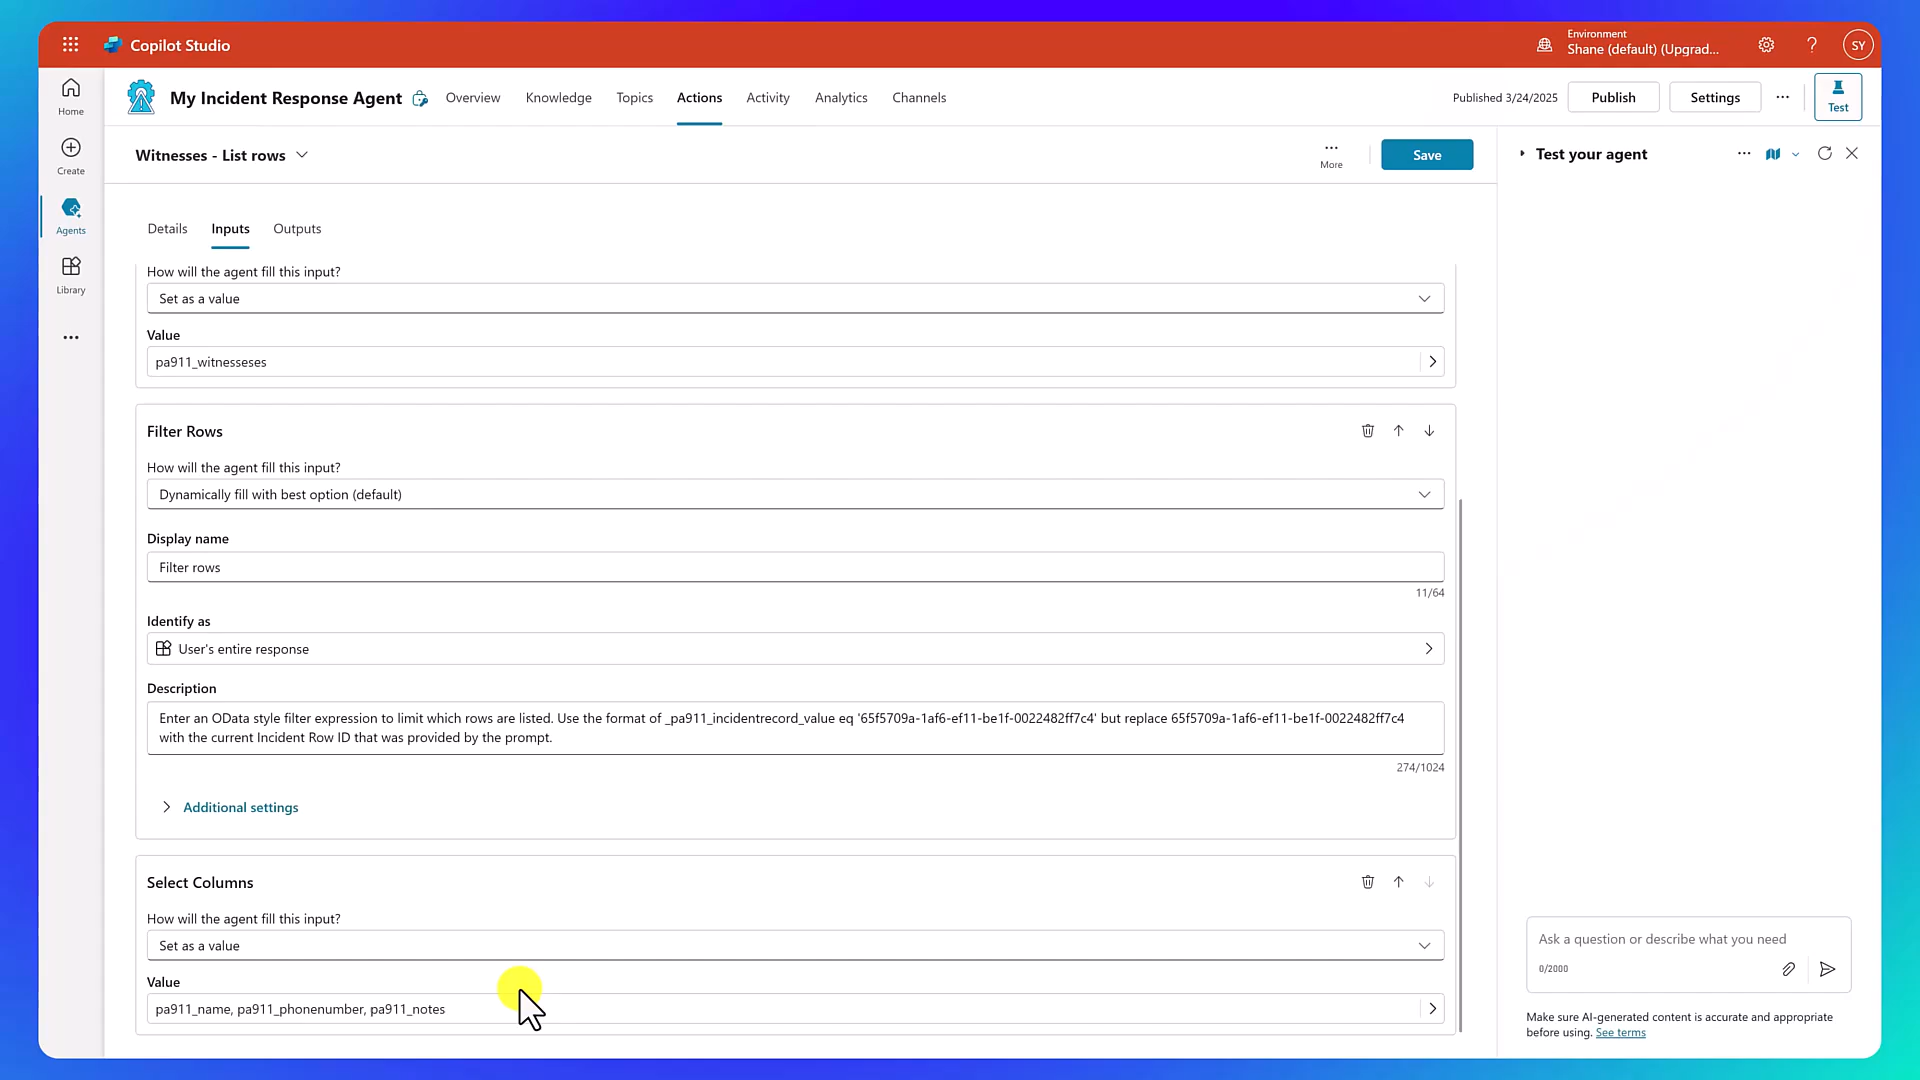 Copilot Studio
Environment
Shane (default) (Upgrad...
?
SY
Home
Create
Agents
Library
My Incident Response Agent
Overview
Knowledge
Topics
Actions
Activity
Analytics
Channels
Published 3/24/2025
Publish
Settings
Test
Witnesses - List rows
More
Save
Test your agent
Details
Inputs
Outputs
How will the agent fill this input?
Set as a value
Value
pa911_witnesseses
Filter Rows
How will the agent fill this input?
Dynamically fill with best option (default)
Display name
Filter rows
11/64
Identify as
User's entire response
Description
Enter an OData style filter expression to limit which rows are listed. Use the format of _pa911_incidentrecord_value eq '65f5709a-1af6-ef11-be1f-0022482ff7c4' but replace 65f5709a-1af6-ef11-be1f-0022482ff7c4
with the current Incident Row ID that was provided by the prompt.
274/1024
Additional settings
Select Columns
How will the agent fill this input?
Set as a value
Value
pa911_name, pa911_phonenumber, pa911_notes
Ask a question or describe what you need
0/2000
Make sure AI-generated content is accurate and appropriate
before using. See terms